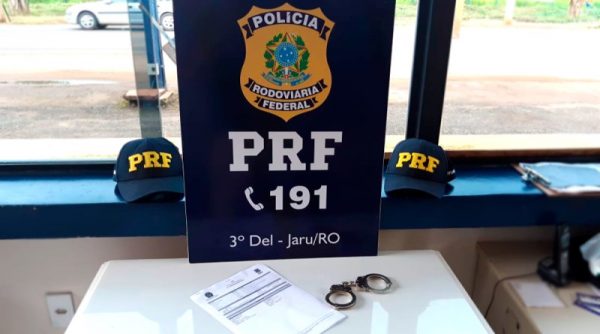 POLÍCIA
RODOVIÁRIA
FEDERAL
PRF
191
3º Del - Jaru/RO
PRF
PRF